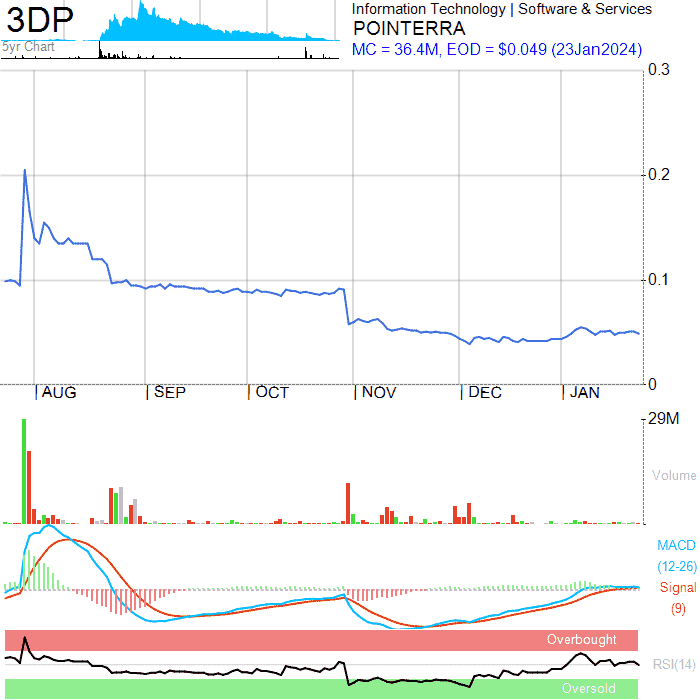 3DP
5yr Chart
Information Technology | Software & Services
POINTERRA
MC = 36.4M, EOD = $0.049 (23Jan2024)
0.3
0.2
0.1
0
AUG
SEP
OCT
NOV
DEC
JAN
29M
Volume
MACD
(12-26)
Signal
(9)
Overbought
RSI(14)
Oversold